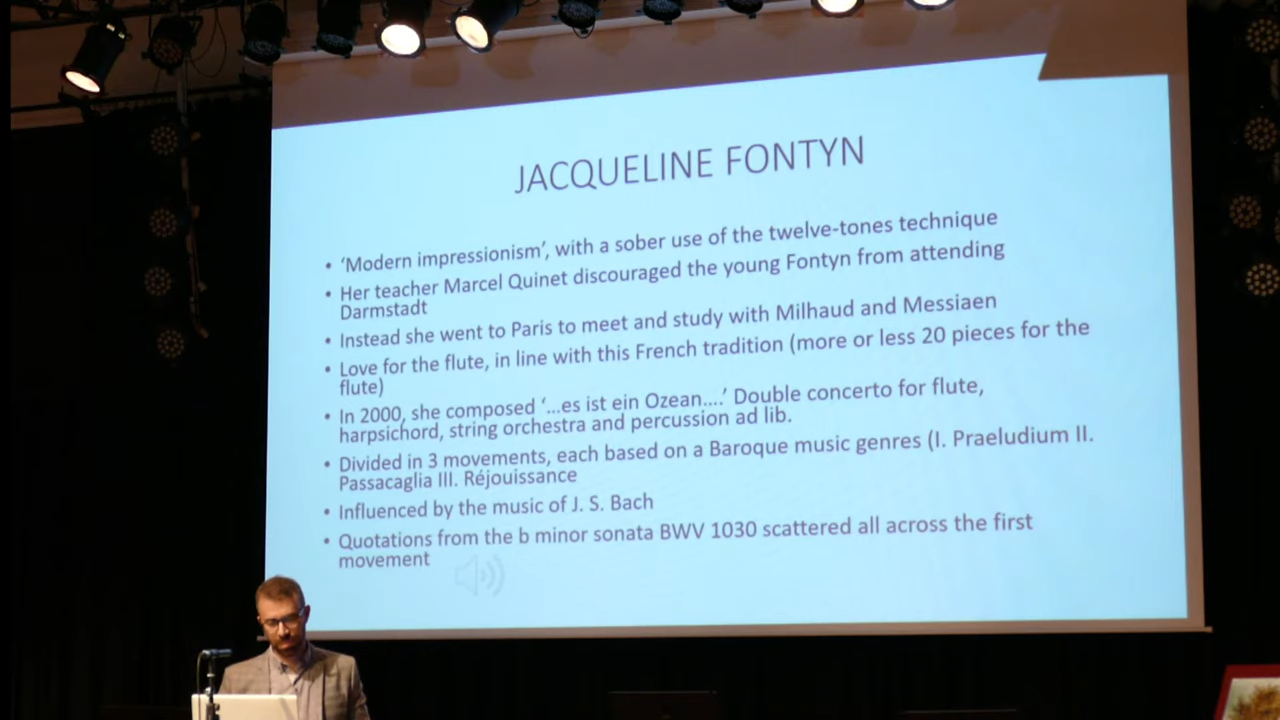 JACQUELINE FONTYN
• ‘Modern impressionism’, with a sober use of the twelve-tones technique
• Her teacher Marcel Quinet discouraged the young Fontyn from attending
Darmstadt
• Instead she went to Paris to meet and study with Milhaud and Messiaen
• Love for the flute, in line with this French tradition (more or less 20 pieces for the
flute)
• In 2000, she composed ‘...es ist ein Ozean....’ Double concerto for flute,
harpsichord, string orchestra and percussion ad lib.
• Divided in 3 movements, each based on a Baroque music genres (I. Praeludium II.
Passacaglia III. Réjouissance
• Influenced by the music of J. S. Bach
• Quotations from the b minor sonata BWV 1030 scattered all across the first
movement